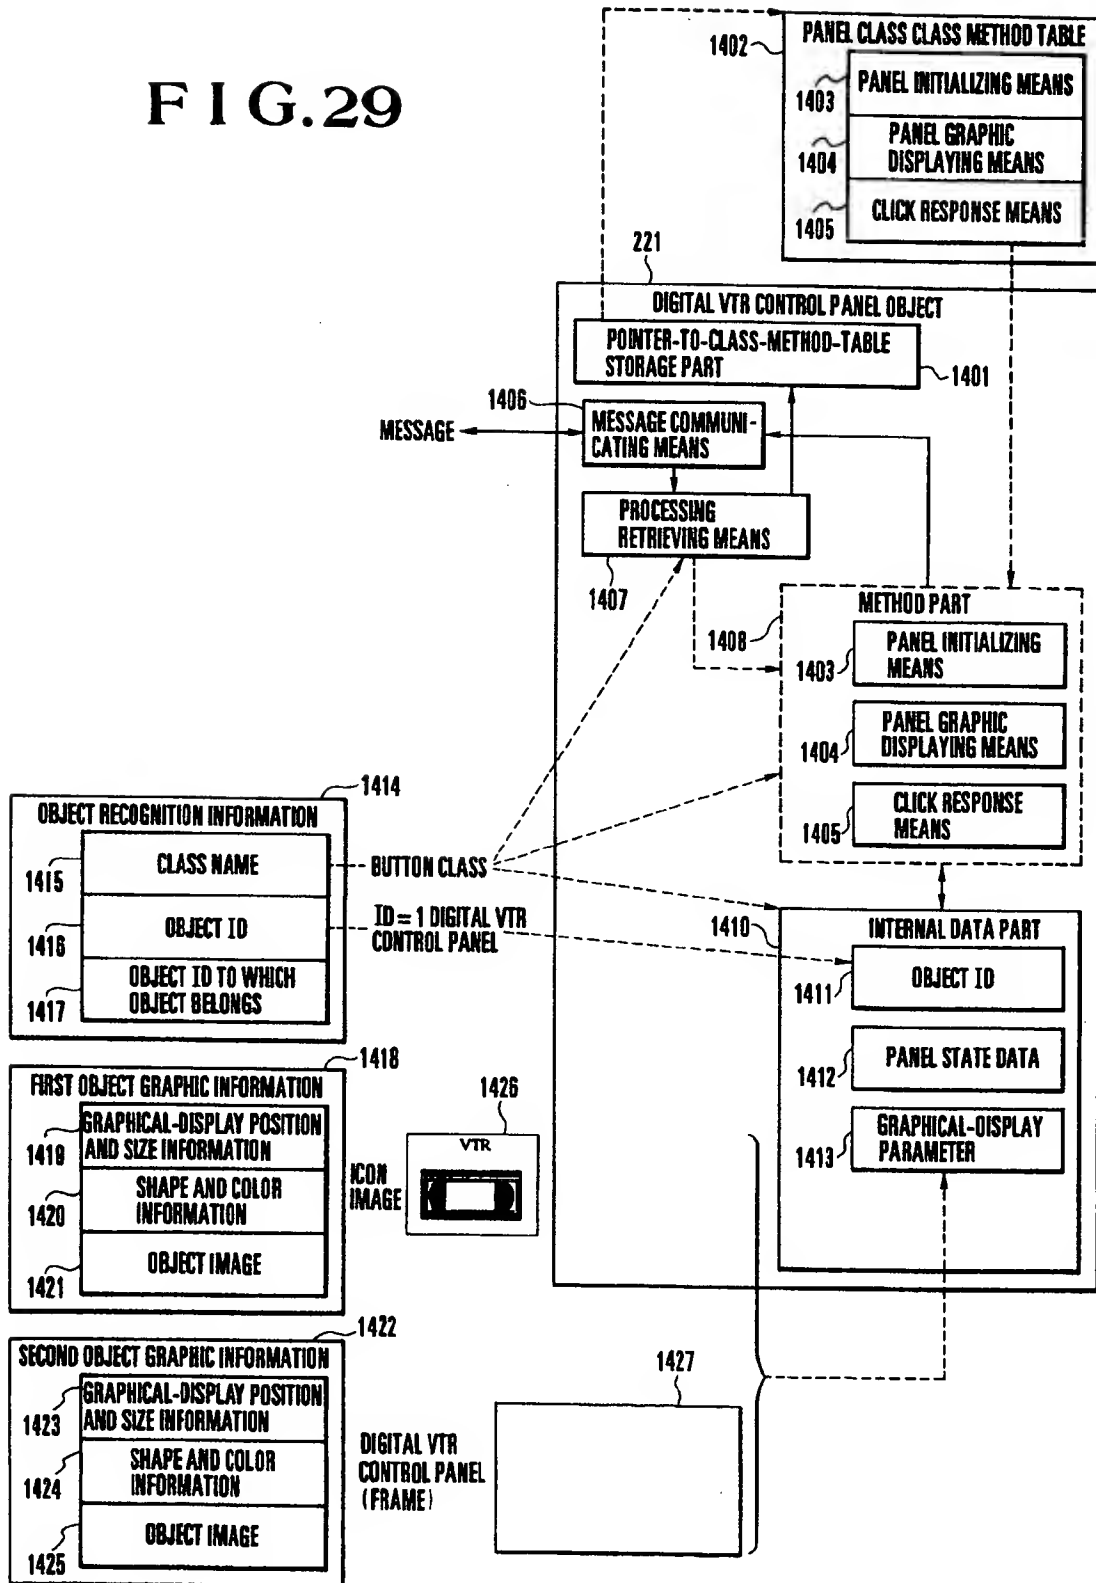 FIG.29
1402
PANEL CLASS CLASS METHOD TABLE
1403
PANEL INITIALIZING MEANS
1404
PANEL GRAPHIC
DISPLAYING MEANS
1405
CLICK RESPONSE MEANS
221
DIGITAL VTR CONTROL PANEL OBJECT
POINTER-TO-CLASS-METHOD-TABLE
STORAGE PART
1401
1406
MESSAGE
MESSAGE COMMUNI-
CATING MEANS
PROCESSING
RETRIEVING MEANS
1407
1408
METHOD PART
1403
PANEL INITIALIZING
MEANS
1404
PANEL GRAPHIC
DISPLAYING MEANS
1405
CLICK RESPONSE
MEANS
1414
OBJECT RECOGNITION INFORMATION
1415
CLASS NAME
BUTTON CLASS
1416
OBJECT ID
ID=1 DIGITAL VTR
CONTROL PANEL
1417
OBJECT ID TO WHICH
OBJECT BELONGS
1410
INTERNAL DATA PART
1411
OBJECT ID
1412
PANEL STATE DATA
1413
GRAPHICAL-DISPLAY
PARAMETER
1418
FIRST OBJECT GRAPHIC INFORMATION
1419
GRAPHICAL-DISPLAY POSITION
AND SIZE INFORMATION
1420
SHAPE AND COLOR
INFORMATION
1421
OBJECT IMAGE
ICON
IMAGE
1426
VTR
1422
SECOND OBJECT GRAPHIC INFORMATION
1423
GRAPHICAL-DISPLAY POSITION
AND SIZE INFORMATION
1424
SHAPE AND COLOR
INFORMATION
1425
OBJECT IMAGE
DIGITAL VTR
CONTROL PANEL
(FRAME)
1427